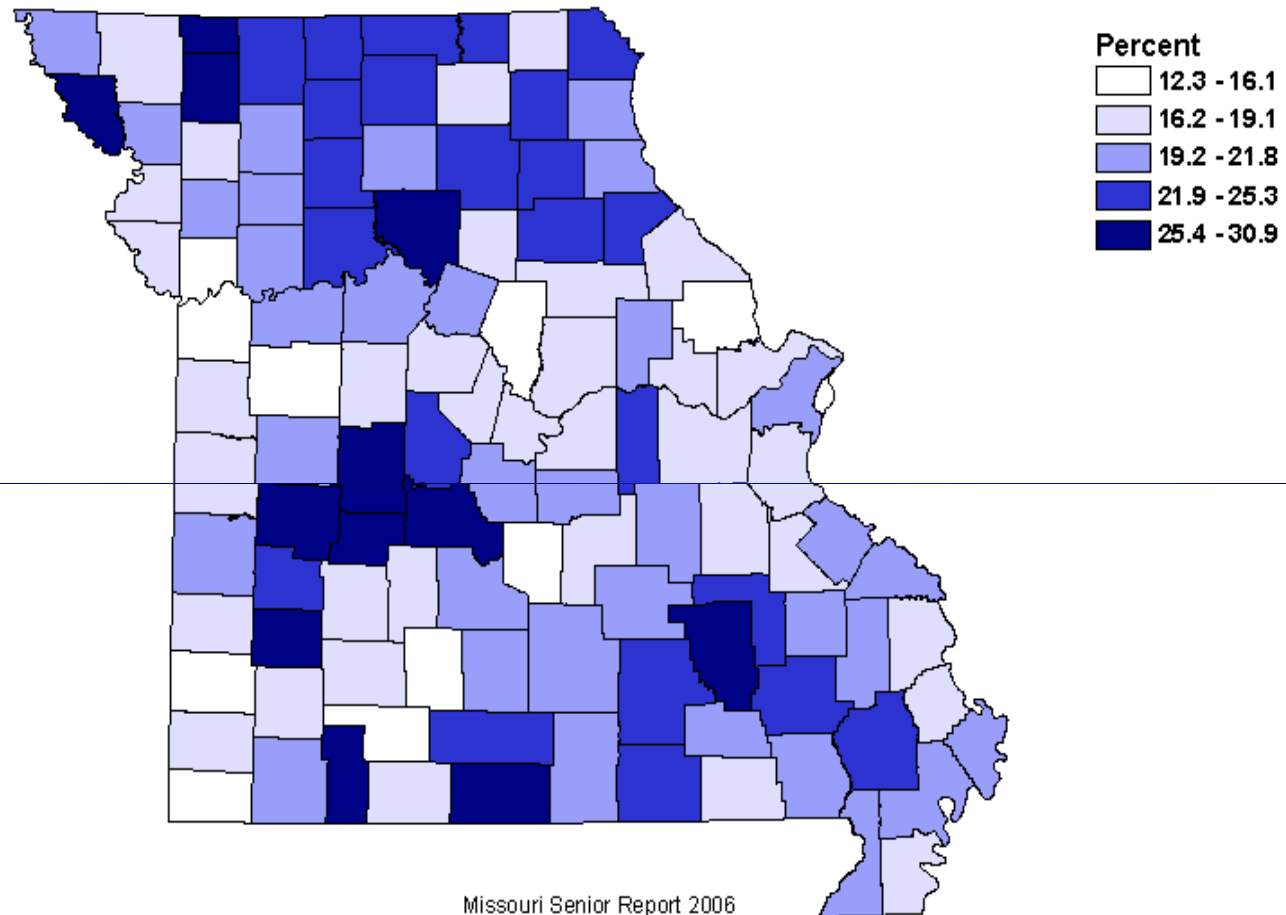 Percent
12.3 - 16.1
16.2 - 19.1
19.2 - 21.8
21.9 - 25.3
25.4 - 30.9
Missouri Senior Report 2006